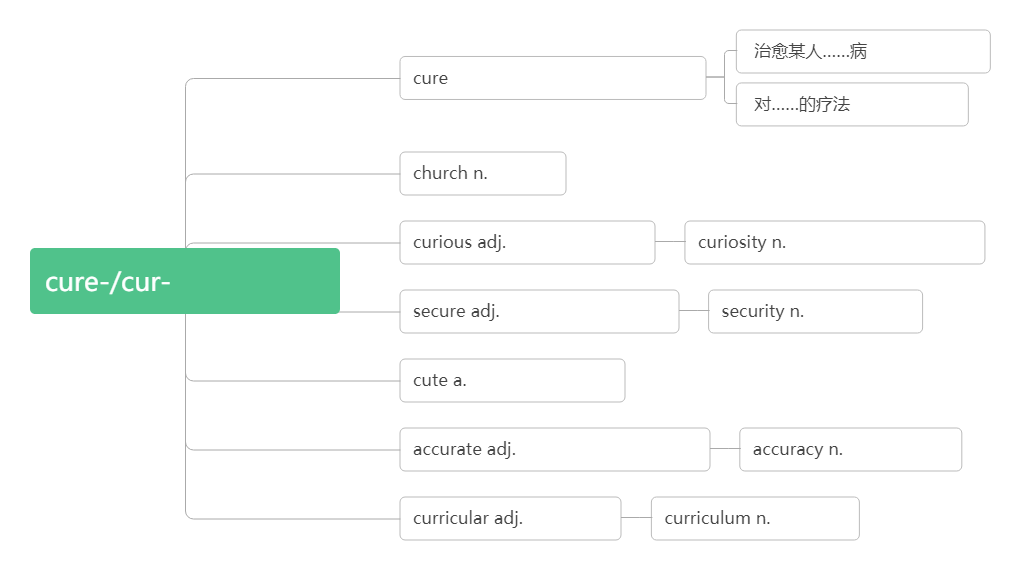 cure-/cur-
cure
治愈某人……病
对……的疗法
church n.
curious adj.
curiosity n.
secure adj.
security n.
cute a.
accurate adj.
accuracy n.
curricular adj.
curriculum n.